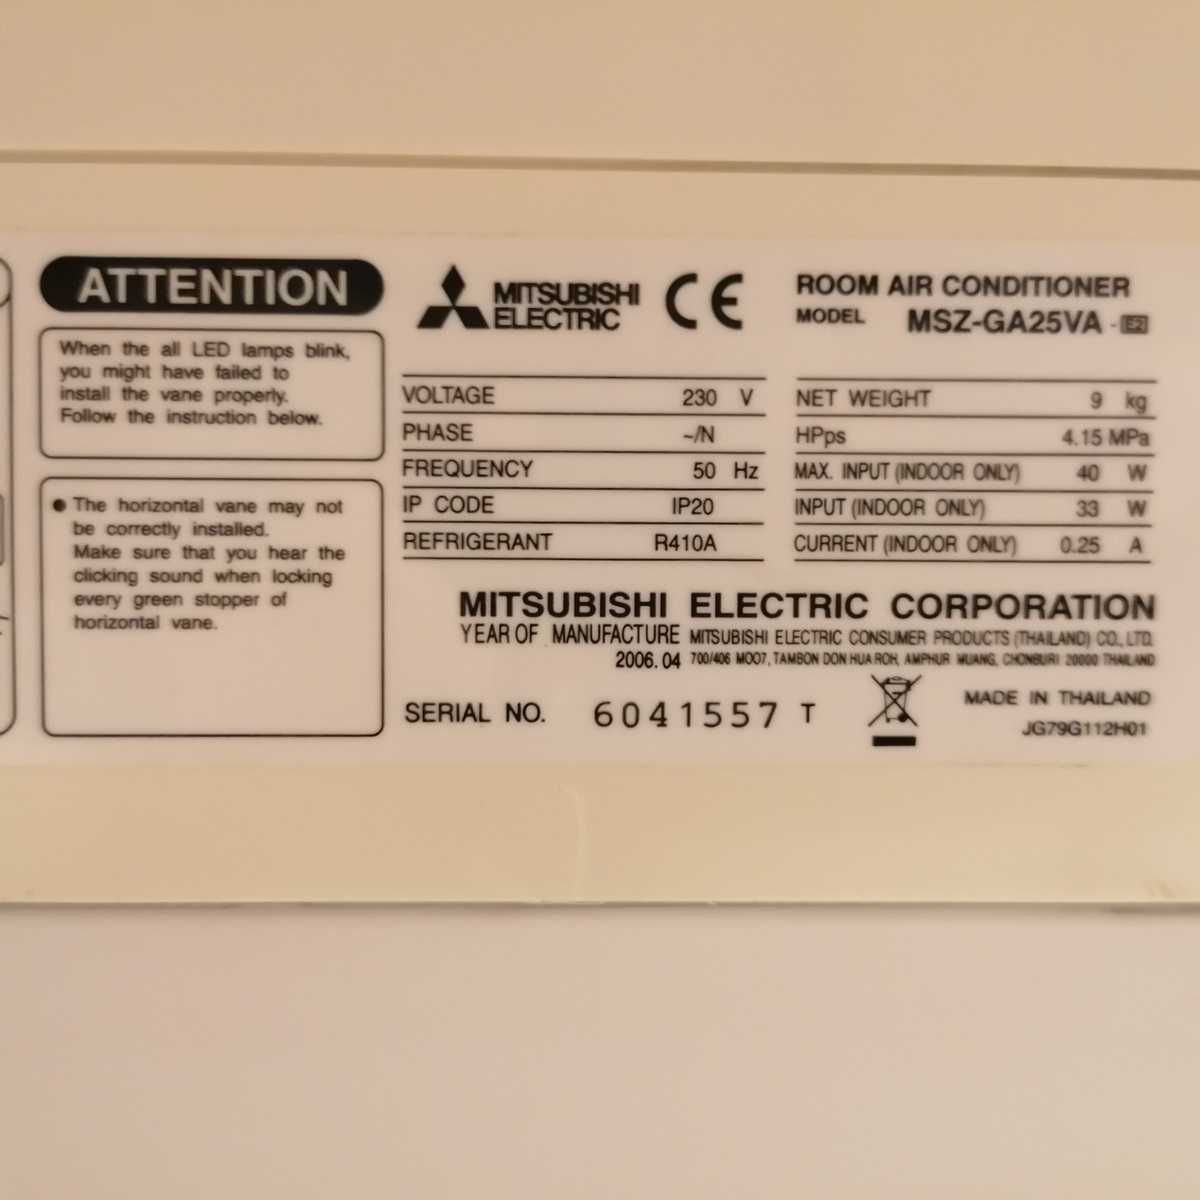 ATTENTION
When the all LED lamps blink,
you might have failed to
install the vane properly.
Follow the instruction below.
● The horizontal vane may not
be correctly installed.
Make sure that you hear the
clicking sound when locking
every green stopper of
horizontal vane.
MITSUBISHI
ELECTRIC
CE
ROOM AIR CONDITIONER
MODEL MSZ-GA25VA - E2
VOLTAGE 230 V
PHASE ~/N
FREQUENCY 50 Hz
IP CODE IP20
REFRIGERANT R410A
NET WEIGHT 9 kg
HPps 4.15 MPa
MAX. INPUT (INDOOR ONLY) 40 W
INPUT (INDOOR ONLY) 33 W
CURRENT (INDOOR ONLY) 0.25 A
MITSUBISHI ELECTRIC CORPORATION
YEAR OF MANUFACTURE MITSUBISHI ELECTRIC CONSUMER PRODUCTS (THAILAND) CO., LTD.
2006.04 700/406 MOO7, TAMBON DON HUA ROH, AMPHUR MUANG, CHONBURI 20000 THAILAND
SERIAL NO. 6041557 T
MADE IN THAILAND
JG79G112H01